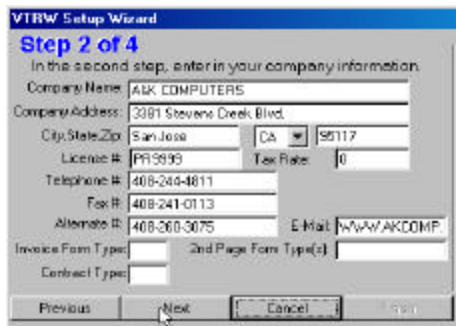 VTRW Setup Wizard
Step 2 of 4
In the second step, enter in your company information.
Company Name: A&K COMPUTERS
Company Address: 3381 Stevens Creek Blvd.
City,State,Zip: San Jose CA 95117
License #: PR9999 Tax Rate: 0
Telephone #: 408-244-4811
Fax #: 408-241-0113
Alternate #: 408-260-3075 E-Mail: WWW.AKCOMP.
Invoice Form Type: 2nd Page Form Type(s):
Contract Type:
Previous Next Cancel